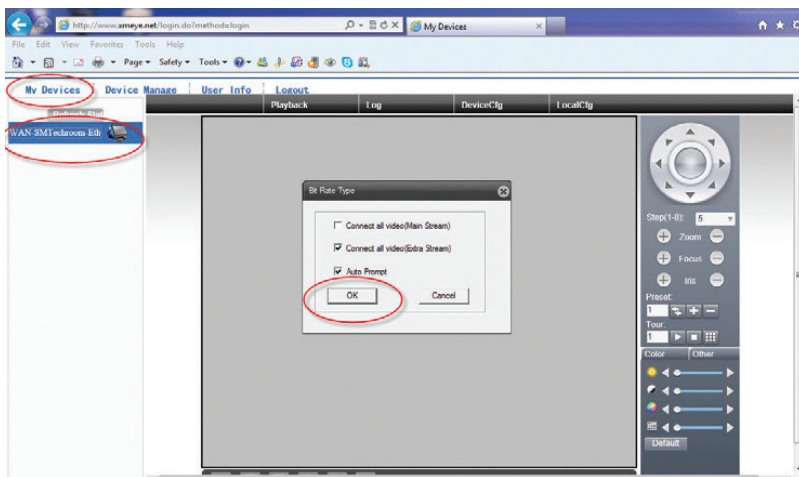 http://www.xmeye.net/login.do?method=login
My Devices
File Edit View Favorites Tools Help
Page Safety Tools
My Devices Device Manage User Info Logout
Playback Log DeviceCfg LocalCfg
WAN-SMTechroom-Eth
Bit Rate Type
Connect all video(Main Stream)
Connect all video(Extra Stream)
Auto Prompt
OK Cancel
Step(1-8): 5
Zoom
Focus
Iris
Preset:
1
Tour:
1
Color Other
Default